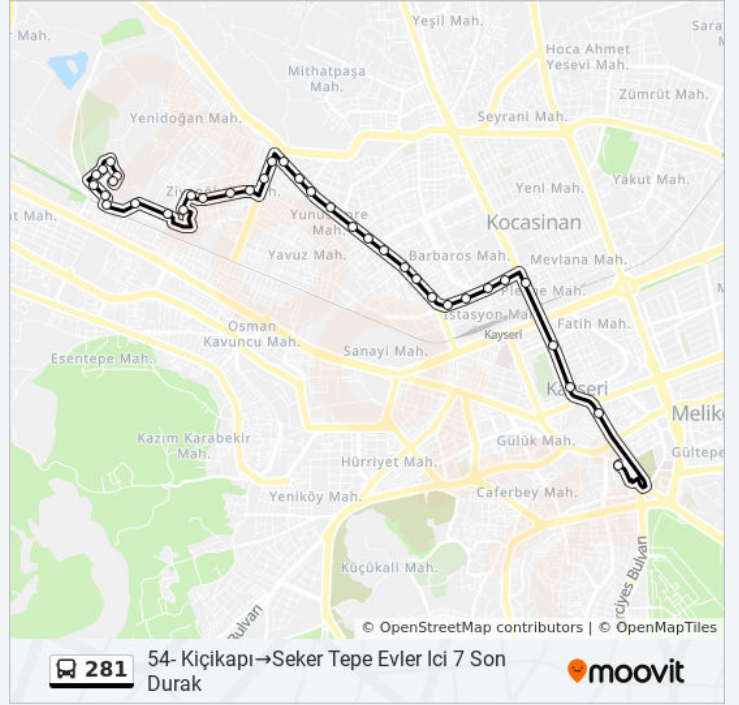 Yeşil Mah.
Mah.
Sara
Hoca Ahmet
Yesevi Mah.
Mithatpaşa
Mah.
Zümrüt Mah.
Yenidoğan Mah.
Seyrani Mah.
Yakut Mah.
Yeni Mah.
Mah.
Kocasinan
Yavuz Mah.
Barbaros Mah.
Mevlana Mah.
Mah.
İstasyon Mah.
Fatih Mah.
Osman
Kavuncu Mah.
Kayseri
Sanayi Mah.
Esentepe Mah.
Kayseri
Melik
Kazım Karabekir
Mah.
Gülük Mah.
Gültepe
Hürriyet Mah.
Yeniköy Mah.
Caferbey Mah.
Küçükali Mah.
rciyes Bulvarı
Bulvarı
© OpenStreetMap contributors | © OpenMapTiles
281
54- Kiçikapı→Seker Tepe Evler Ici 7 Son
Durak
moovit